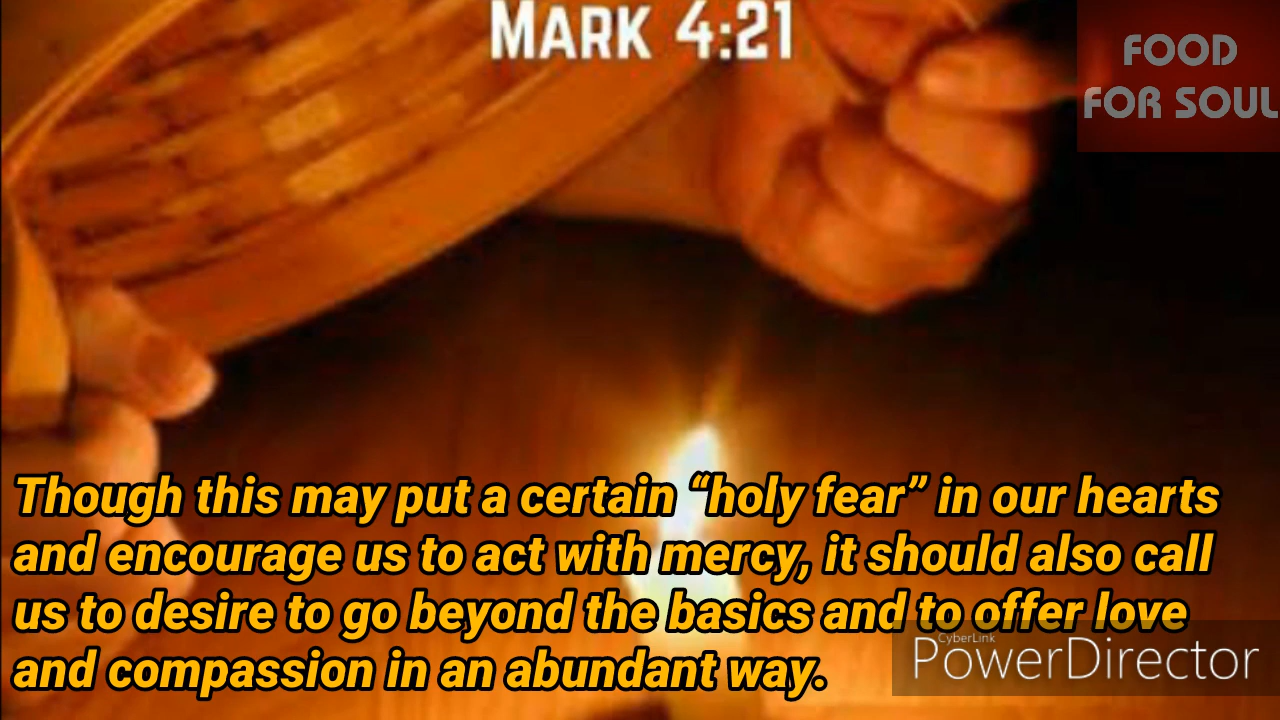 MARK 4:21
FOOD
FOR SOUL
Though this may put a certain “holy fear” in our hearts
and encourage us to act with mercy, it should also call
us to desire to go beyond the basics and to offer love
and compassion in an abundant way.
CyberLink
PowerDirector